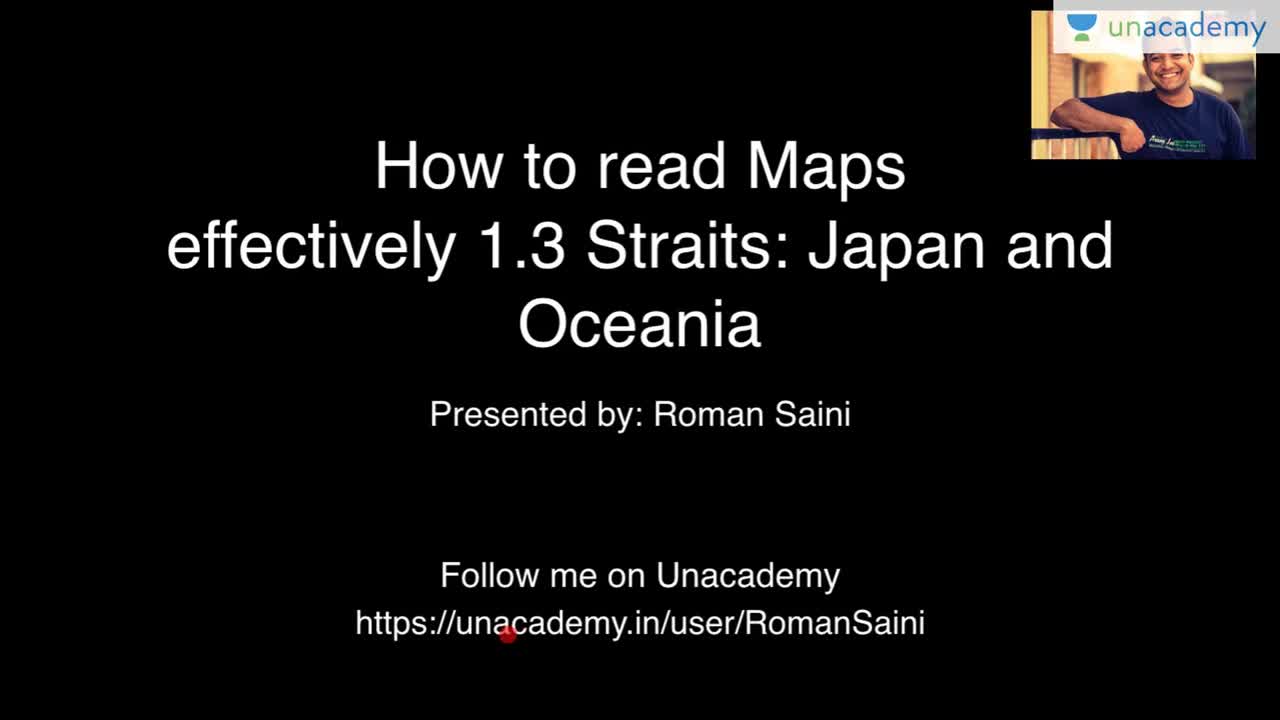 unacademy
How to read Maps
effectively 1.3 Straits: Japan and
Oceania
Presented by: Roman Saini
Follow me on Unacademy
https://unacademy.in/user/RomanSaini